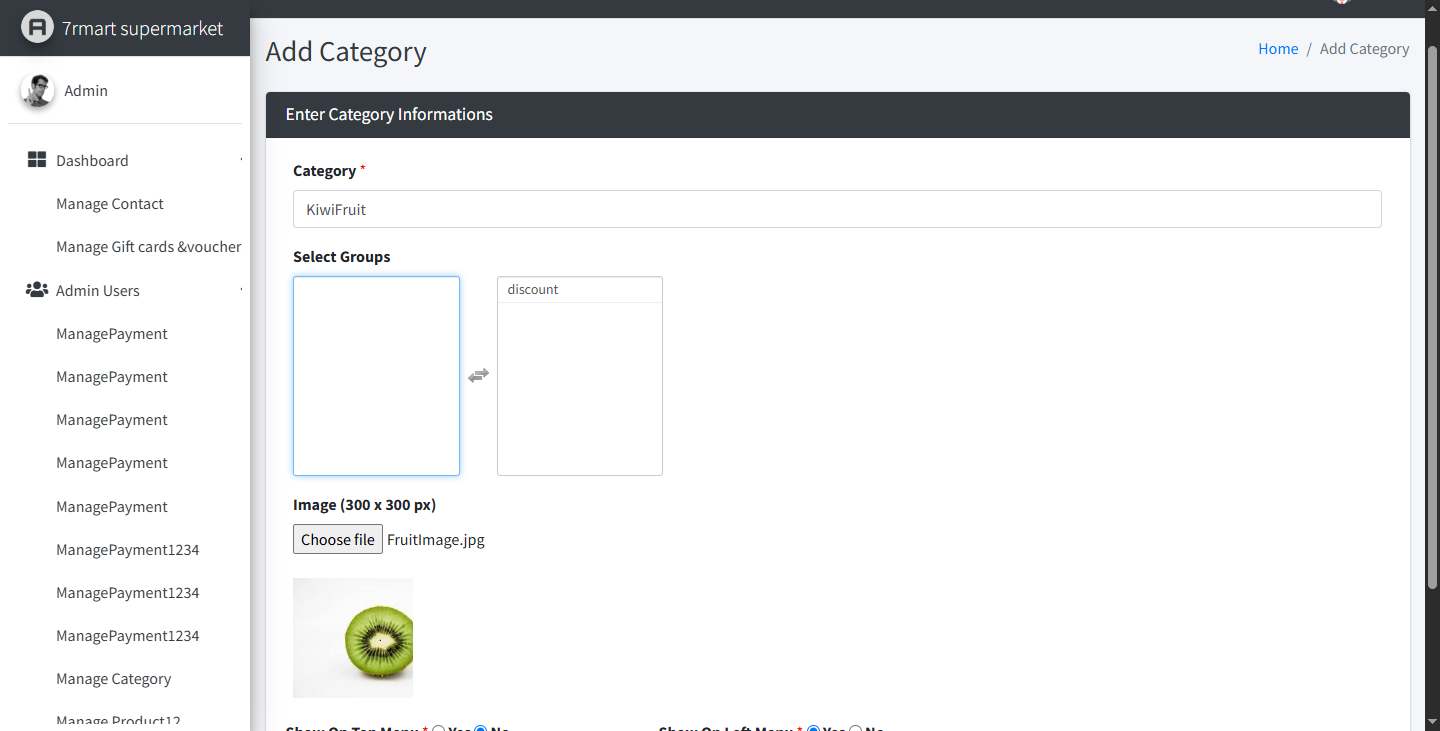 7rmart supermarket
Admin
Dashboard
Manage Contact
Manage Gift cards &voucher
Admin Users
ManagePayment
ManagePayment
ManagePayment
ManagePayment
ManagePayment
ManagePayment1234
ManagePayment1234
ManagePayment1234
Manage Category
Manage Product12
Add Category
Home / Add Category
Enter Category Informations
Category *
KiwiFruit
Select Groups
discount
Image (300 x 300 px)
Choose file FruitImage.jpg
Show On Top Menu * Yes No Show On Left Menu * Yes No